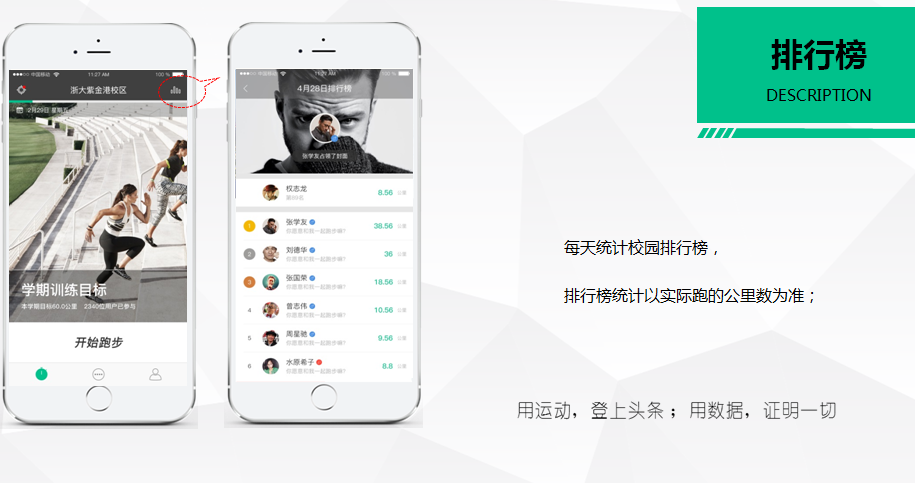 排行榜
DESCRIPTION
中国移动 11:27 AM 100 %
浙大紫金港校区
2月29日 星期五
学期训练目标
本学期目标80.0公里 2340位用户已参与
开始跑步
中国移动 11:27 AM 100 %
4月28日排行榜
张学友占领了封面
权志龙
8.56 公里
1 张学友 38.56 公里
你愿意和我一起跑步嘛?
2 刘德华 36 公里
你愿意和我一起跑步嘛?
3 张国荣 18.56 公里
你愿意和我一起跑步嘛?
4 曾志伟 10.56 公里
你愿意和我一起跑步嘛?
5 周星驰 9.56 公里
你愿意和我一起跑步嘛?
6 水原希子 8.8 公里
你愿意和我一起跑步嘛?
每天统计校园排行榜，
排行榜统计以实际跑的公里数为准；
用运动，登上头条；用数据，证明一切